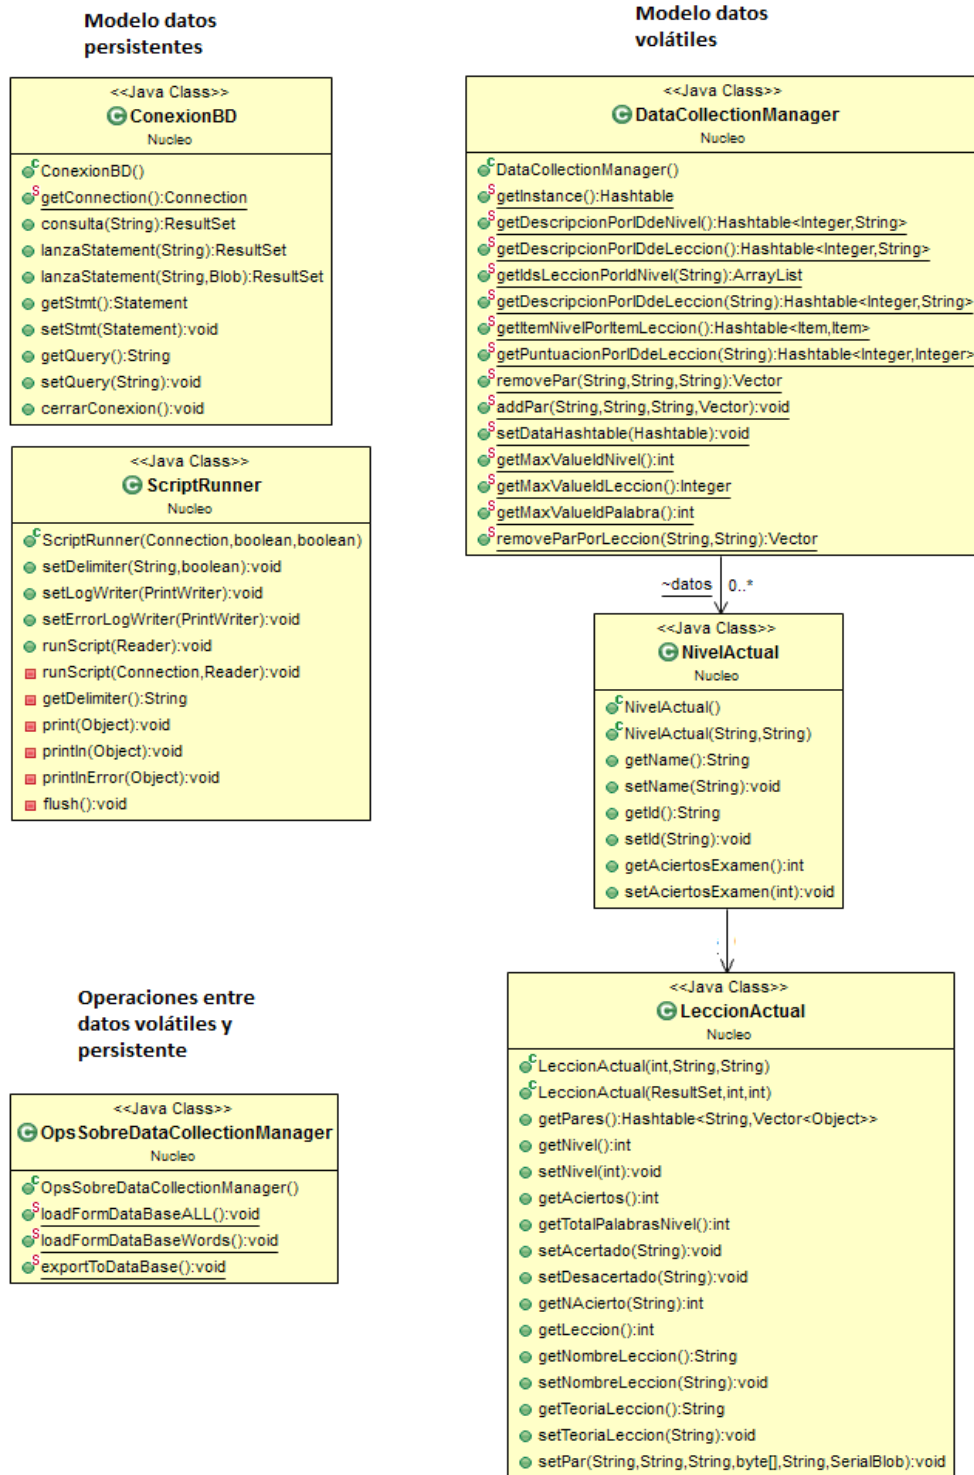 Modelo datos
persistentes
<<Java Class>>
ConexionBD
Nucleo
ConexionBD()
getConnection():Connection
consulta(String):ResultSet
lanzaStatement(String):ResultSet
lanzaStatement(String,Blob):ResultSet
getStmt():Statement
setStmt(Statement):void
getQuery():String
setQuery(String):void
cerrarConexion():void
<<Java Class>>
ScriptRunner
Nucleo
ScriptRunner(Connection,boolean,boolean)
setDelimiter(String,boolean):void
setLogWriter(PrintWriter):void
setErrorLogWriter(PrintWriter):void
runScript(Reader):void
runScript(Connection,Reader):void
getDelimiter():String
print(Object):void
println(Object):void
printlnError(Object):void
flush():void
Operaciones entre
datos volátiles y
persistente
<<Java Class>>
OpsSobreDataCollectionManager
Nucleo
OpsSobreDataCollectionManager()
loadFormDataBaseALL():void
loadFormDataBaseWords():void
exportToDataBase():void
Modelo datos
volátiles
<<Java Class>>
DataCollectionManager
Nucleo
DataCollectionManager()
getInstance():Hashtable
getDescripcionPorIDdeNivel():Hashtable<Integer,String>
getDescripcionPorIDdeLeccion():Hashtable<Integer,String>
getIdsLeccionPorIdNivel(String):ArrayList
getDescripcionPorIDdeLeccion(String):Hashtable<Integer,String>
getItemNivelPorItemLeccion():Hashtable<Item,Item>
getPuntuacionPorIDdeLeccion(String):Hashtable<Integer,Integer>
removePar(String,String,String):Vector
addPar(String,String,String,Vector):void
setDataHashtable(Hashtable):void
getMaxValueIdNivel():int
getMaxValueIdLeccion():Integer
getMaxValueIdPalabra():int
removeParPorLeccion(String,String):Vector
~datos 0..*
<<Java Class>>
NivelActual
Nucleo
NivelActual()
NivelActual(String,String)
getName():String
setName(String):void
getId():String
setId(String):void
getAciertosExamen():int
setAciertosExamen(int):void
<<Java Class>>
LeccionActual
Nucleo
LeccionActual(int,String,String)
LeccionActual(ResultSet,int,int)
getPares():Hashtable<String,Vector<Object>>
getNivel():int
setNivel(int):void
getAciertos():int
getTotalPalabrasNivel():int
setAcertado(String):void
setDesacertado(String):void
getNAcierto(String):int
getLeccion():int
getNombreLeccion():String
setNombreLeccion(String):void
getTeoriaLeccion():String
setTeoriaLeccion(String):void
setPar(String,String,String,byte[],String,SerialBlob):void